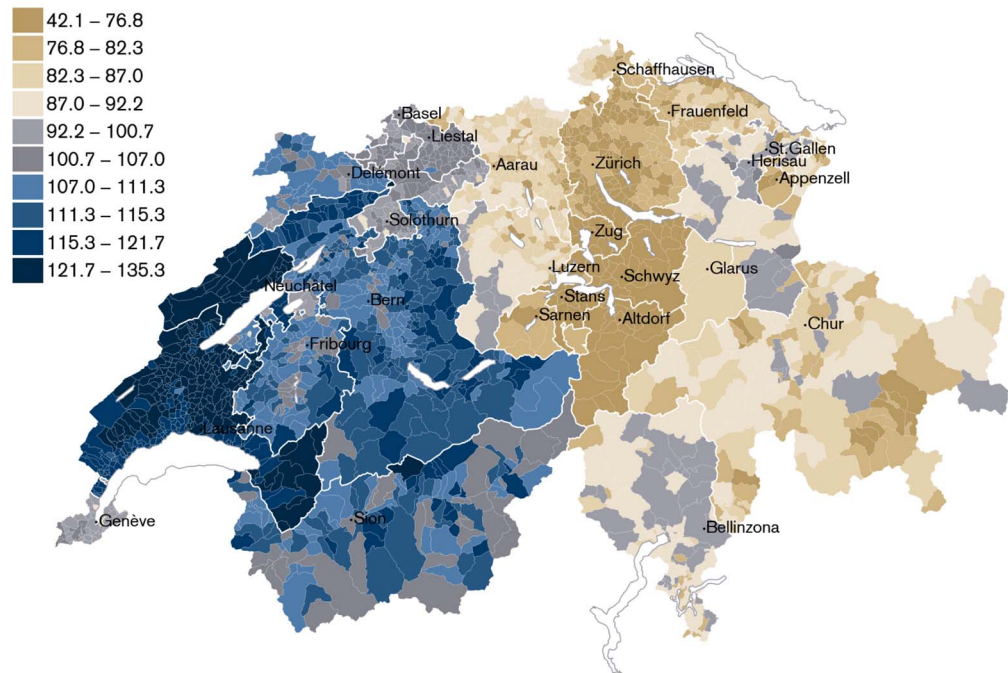 42.1 – 76.8
76.8 – 82.3
82.3 – 87.0
87.0 – 92.2
92.2 – 100.7
100.7 – 107.0
107.0 – 111.3
111.3 – 115.3
115.3 – 121.7
121.7 – 135.3
Schaffhausen
Basel
Frauenfeld
Liestal
St.Gallen
Delémont
Aarau
Zürich
Herisau
Appenzell
Solothurn
Zug
Luzern
Schwyz
Glarus
Neuchâtel
Bern
Stans
Sarnen
Altdorf
Chur
Fribourg
Lausanne
Genève
Sion
Bellinzona